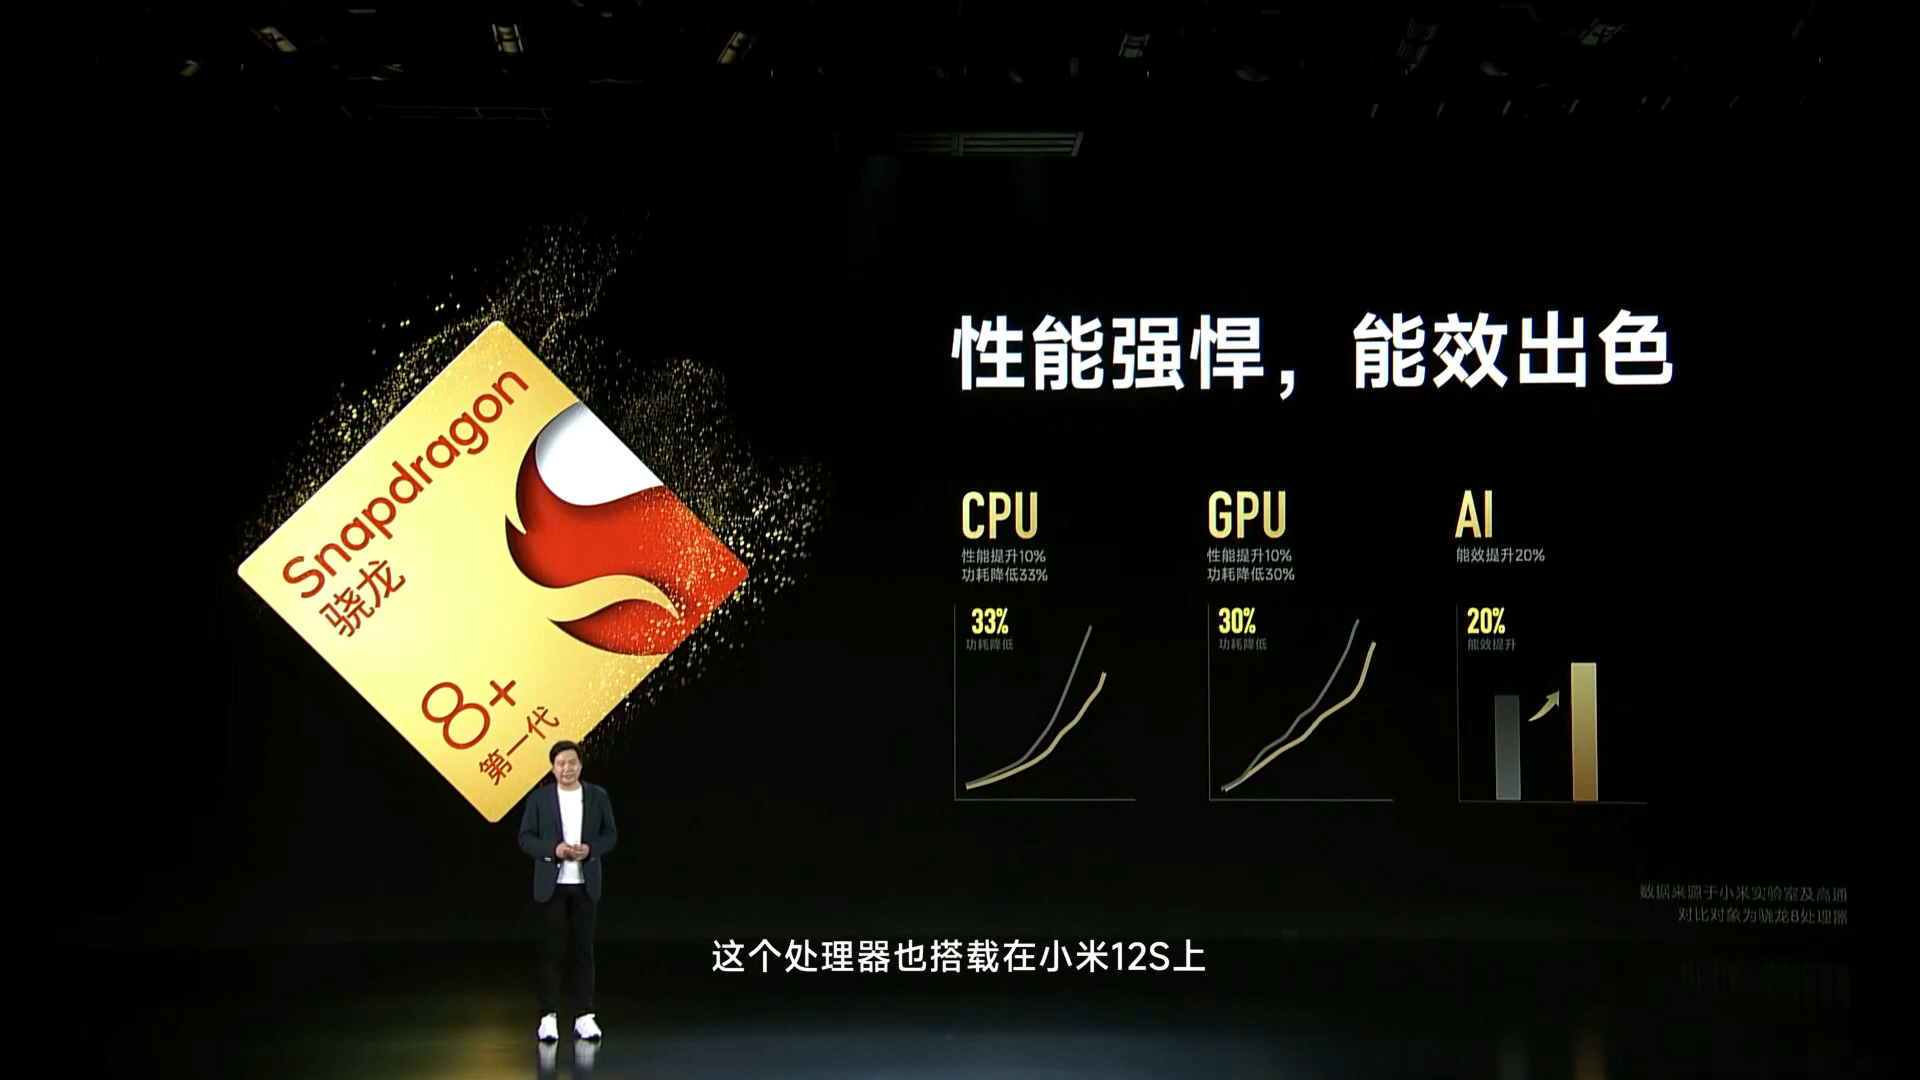 Snapdragon
骁龙
8+
第一代
性能强悍，能效出色
CPU
性能提升10%
功耗降低33%
33%
功耗降低
GPU
性能提升10%
功耗降低30%
30%
功耗降低
AI
能效提升20%
20%
能效提升
数据来源于小米实验室及高通
对比对象为骁龙8处理器
这个处理器也搭载在小米12S上